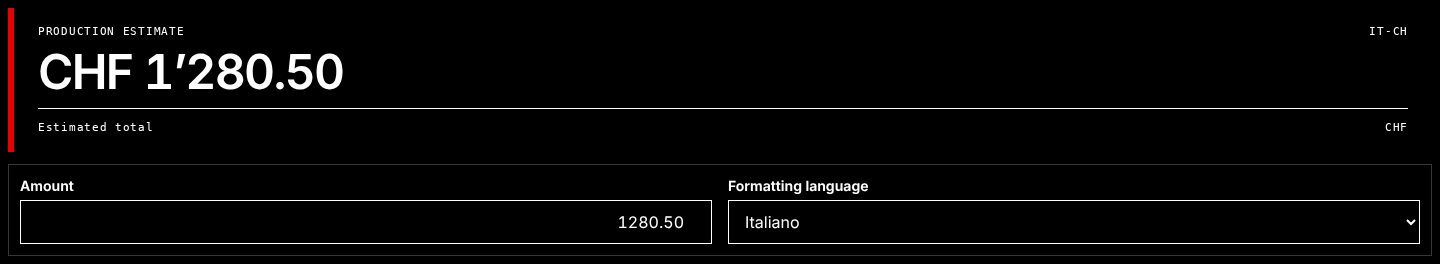 PRODUCTION ESTIMATE IT-CH
CHF 1’280.50
Estimated total CHF
Amount Formatting language
1280.50 Italiano